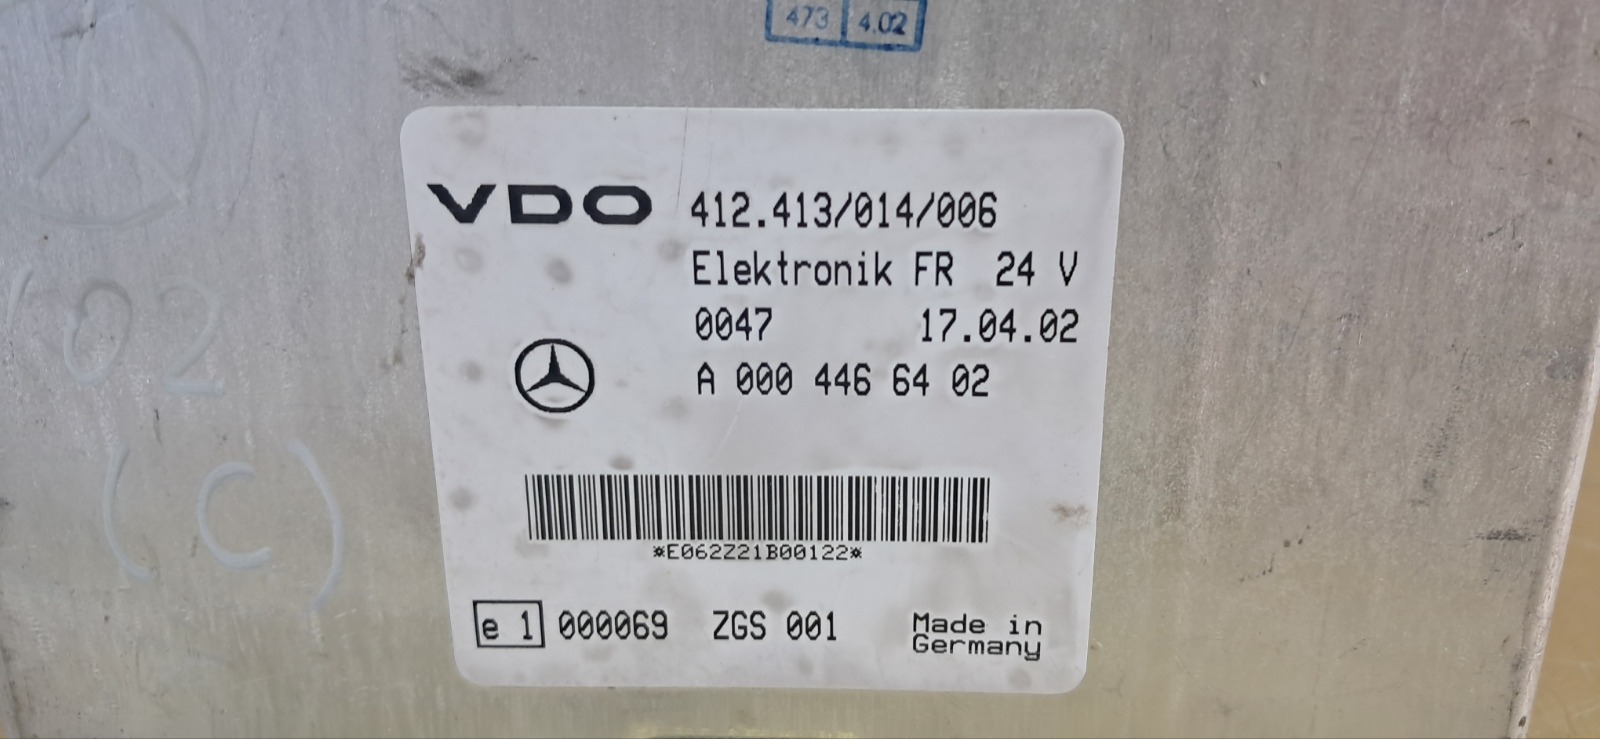 473 4.02
VDO 412.413/014/006
Elektronik FR 24 V
0047 17.04.02
A 000 446 64 02
02
(C)
*E062Z21B00122*
e 1 000069 ZGS 001 Made in
Germany